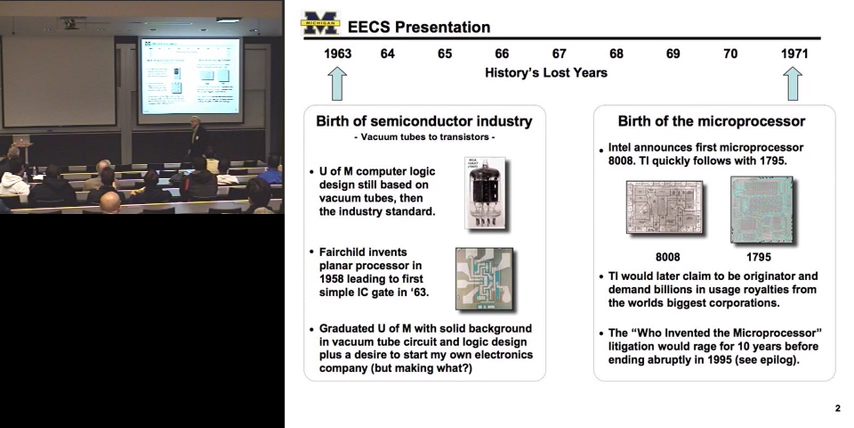 MICHIGAN
EECS Presentation
1963 64 65 66 67 68 69 70 1971
History's Lost Years
Birth of semiconductor industry
- Vacuum tubes to transistors -
• U of M computer logic
design still based on
vacuum tubes, then
the industry standard.
• Fairchild invents
planar processor in
1958 leading to first
simple IC gate in '63.
• Graduated U of M with solid background
in vacuum tube circuit and logic design
plus a desire to start my own electronics
company (but making what?)
Birth of the microprocessor
• Intel announces first microprocessor
8008. TI quickly follows with 1795.
8008 1795
• TI would later claim to be originator and
demand billions in usage royalties from
the worlds biggest corporations.
• The "Who Invented the Microprocessor"
litigation would rage for 10 years before
ending abruptly in 1995 (see epilog).
2